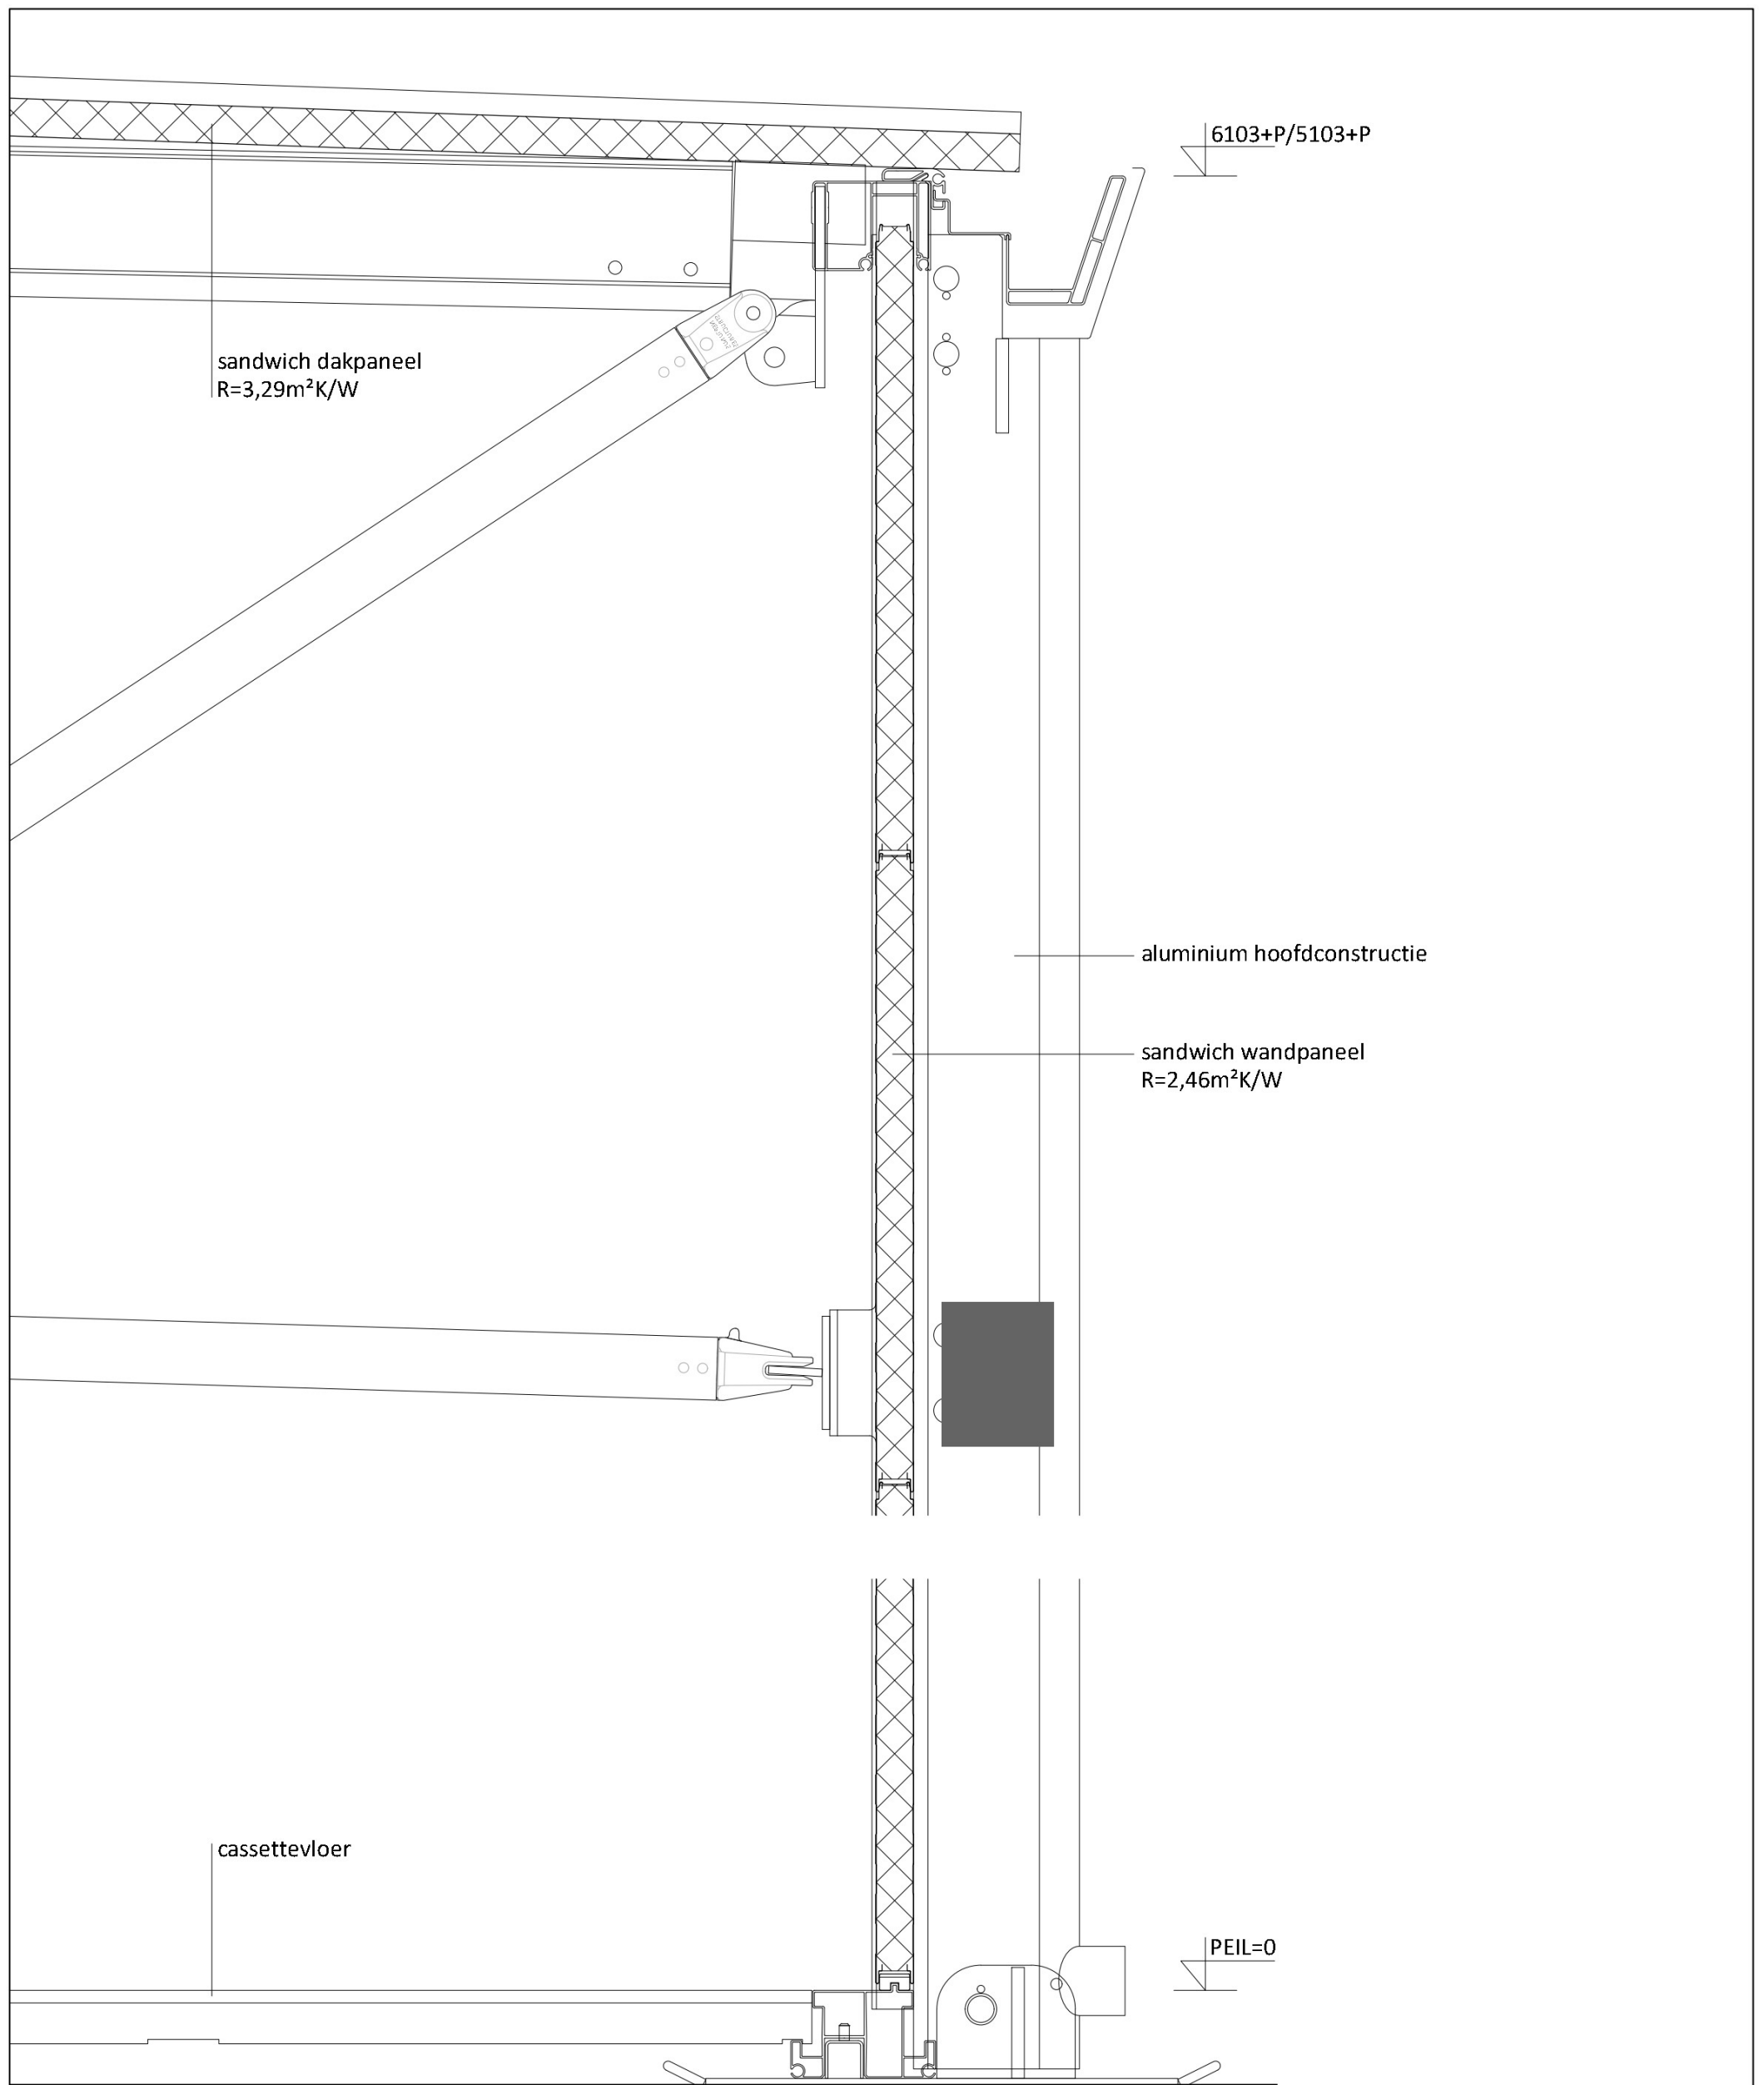 6103+P/5103+P
sandwich dakpaneel
R=3,29m²K/W
aluminium hoofdconstructie
sandwich wandpaneel
R=2,46m²K/W
cassettevloer
PEIL=0